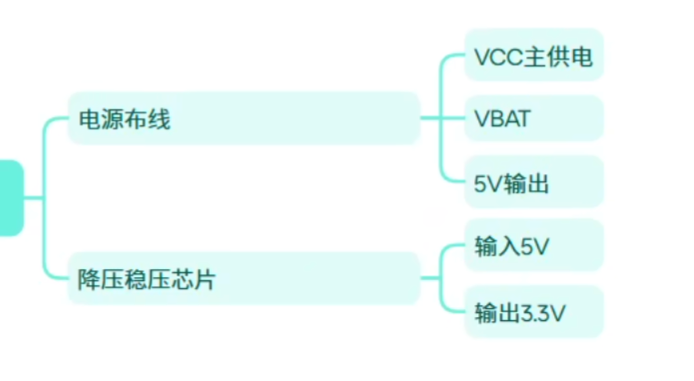 电源布线
VCC主供电
VBAT
5V输出
降压稳压芯片
输入5V
输出3.3V